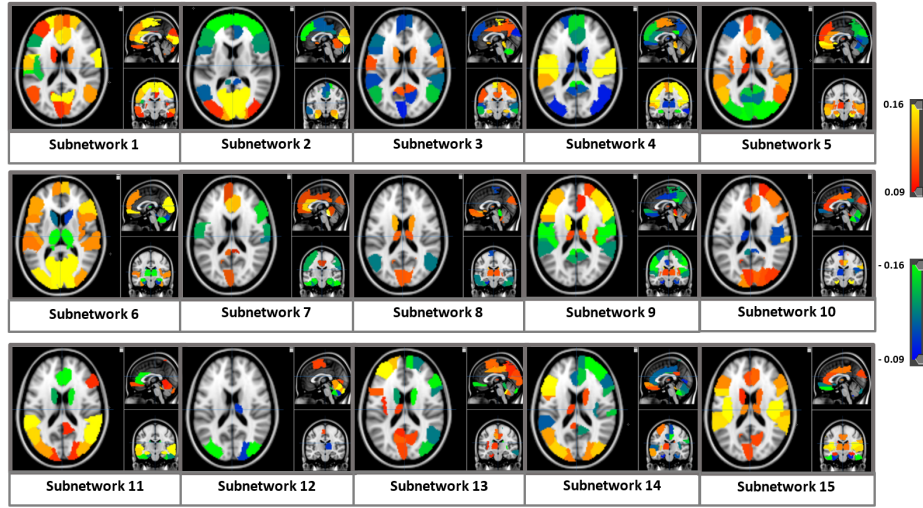 Subnetwork 1 Subnetwork 2 Subnetwork 3 Subnetwork 4 Subnetwork 5
0.16
0.09
Subnetwork 6 Subnetwork 7 Subnetwork 8 Subnetwork 9 Subnetwork 10
- 0.16
- 0.09
Subnetwork 11 Subnetwork 12 Subnetwork 13 Subnetwork 14 Subnetwork 15